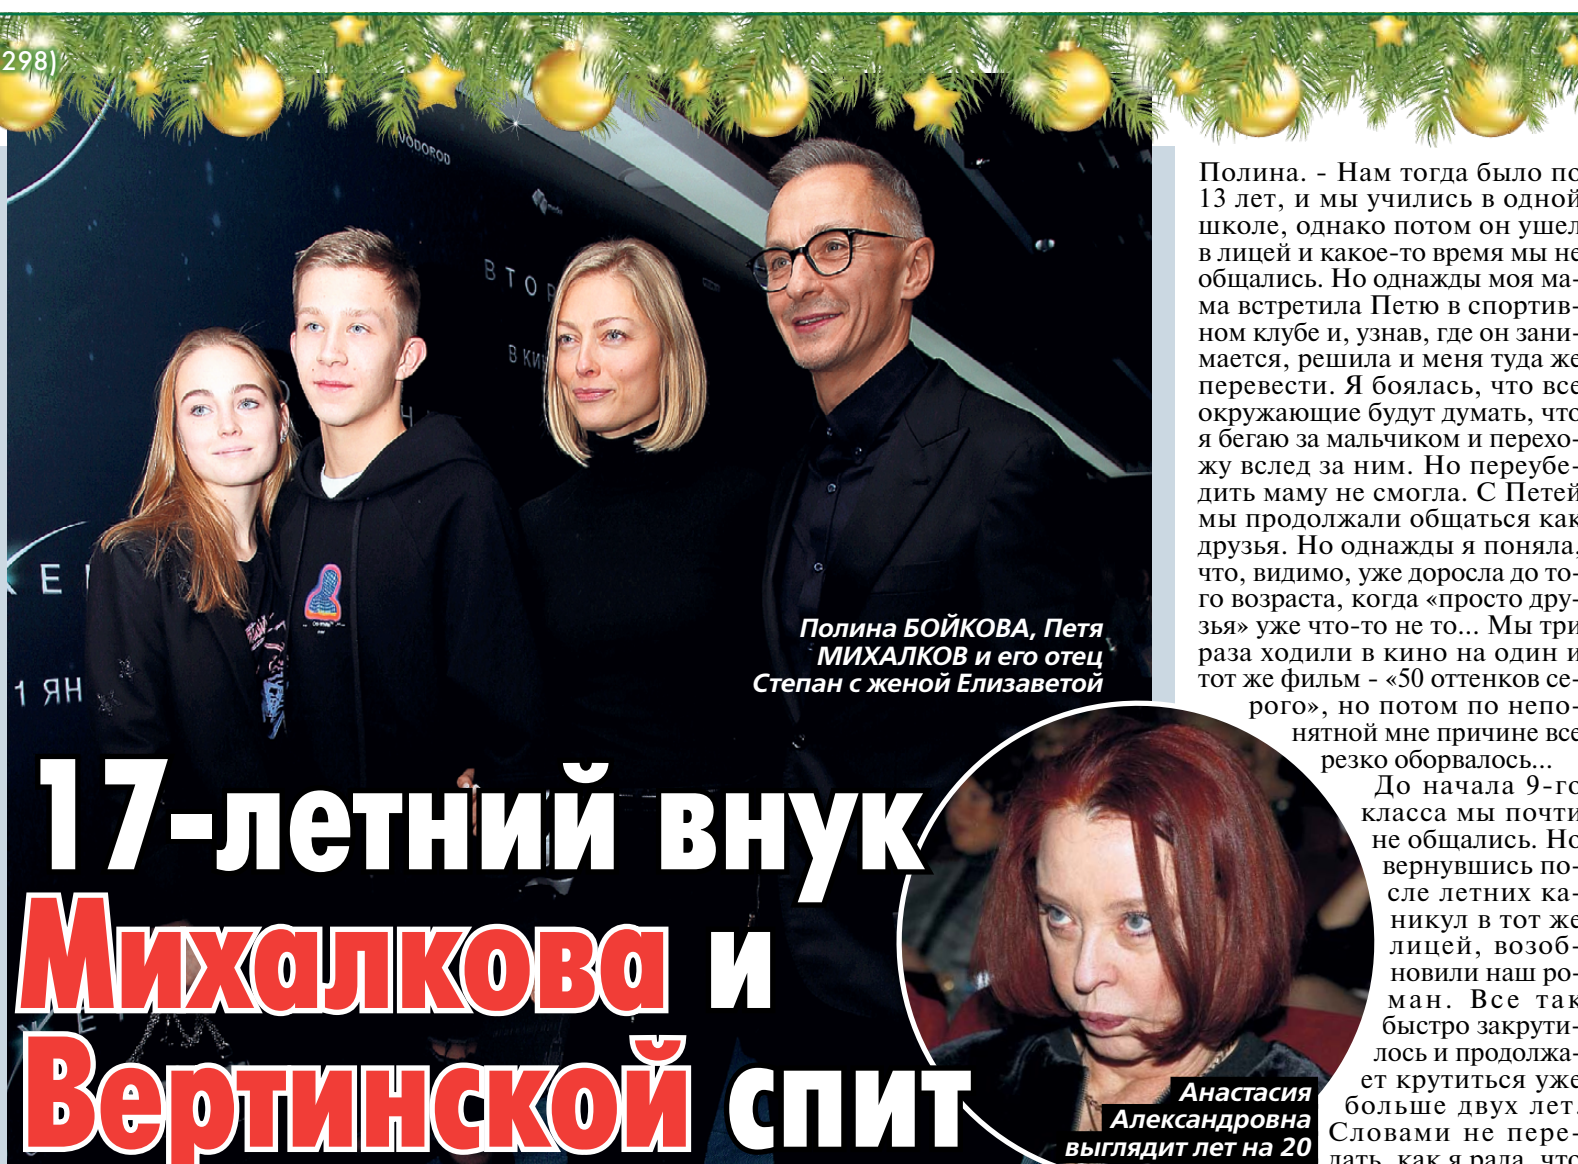 298)
VODOROD
ВТОР
В КИН
1 ЯН
Полина БОЙКОВА, Петя
МИХАЛКОВ и его отец
Степан с женой Елизаветой
17-летний внук
Михалкова и
Вертинской спит
Анастасия
Александровна
выглядит лет на 20
Полина. - Нам тогда было по
13 лет, и мы учились в одной
школе, однако потом он ушел
в лицей и какое-то время мы не
общались. Но однажды моя ма-
ма встретила Петю в спортив-
ном клубе и, узнав, где он зани-
мается, решила и меня туда же
перевести. Я боялась, что все
окружающие будут думать, что
я бегаю за мальчиком и перехо-
жу вслед за ним. Но переубе-
дить маму не смогла. С Петей
мы продолжали общаться как
друзья. Но однажды я поняла,
что, видимо, уже доросла до то-
го возраста, когда «просто дру-
зья» уже что-то не то... Мы три
раза ходили в кино на один и
тот же фильм - «50 оттенков се-
рого», но потом по непо-
нятной мне причине все
резко оборвалось...
До начала 9-го
класса мы почти
не общались. Но
вернувшись по-
сле летних ка-
никул в тот же
лицей, возоб-
новили наш ро-
ман. Все так
быстро закрути-
лось и продолжа-
ет крутиться уже
больше двух лет.
Словами не пере-
дать, как я рада, что